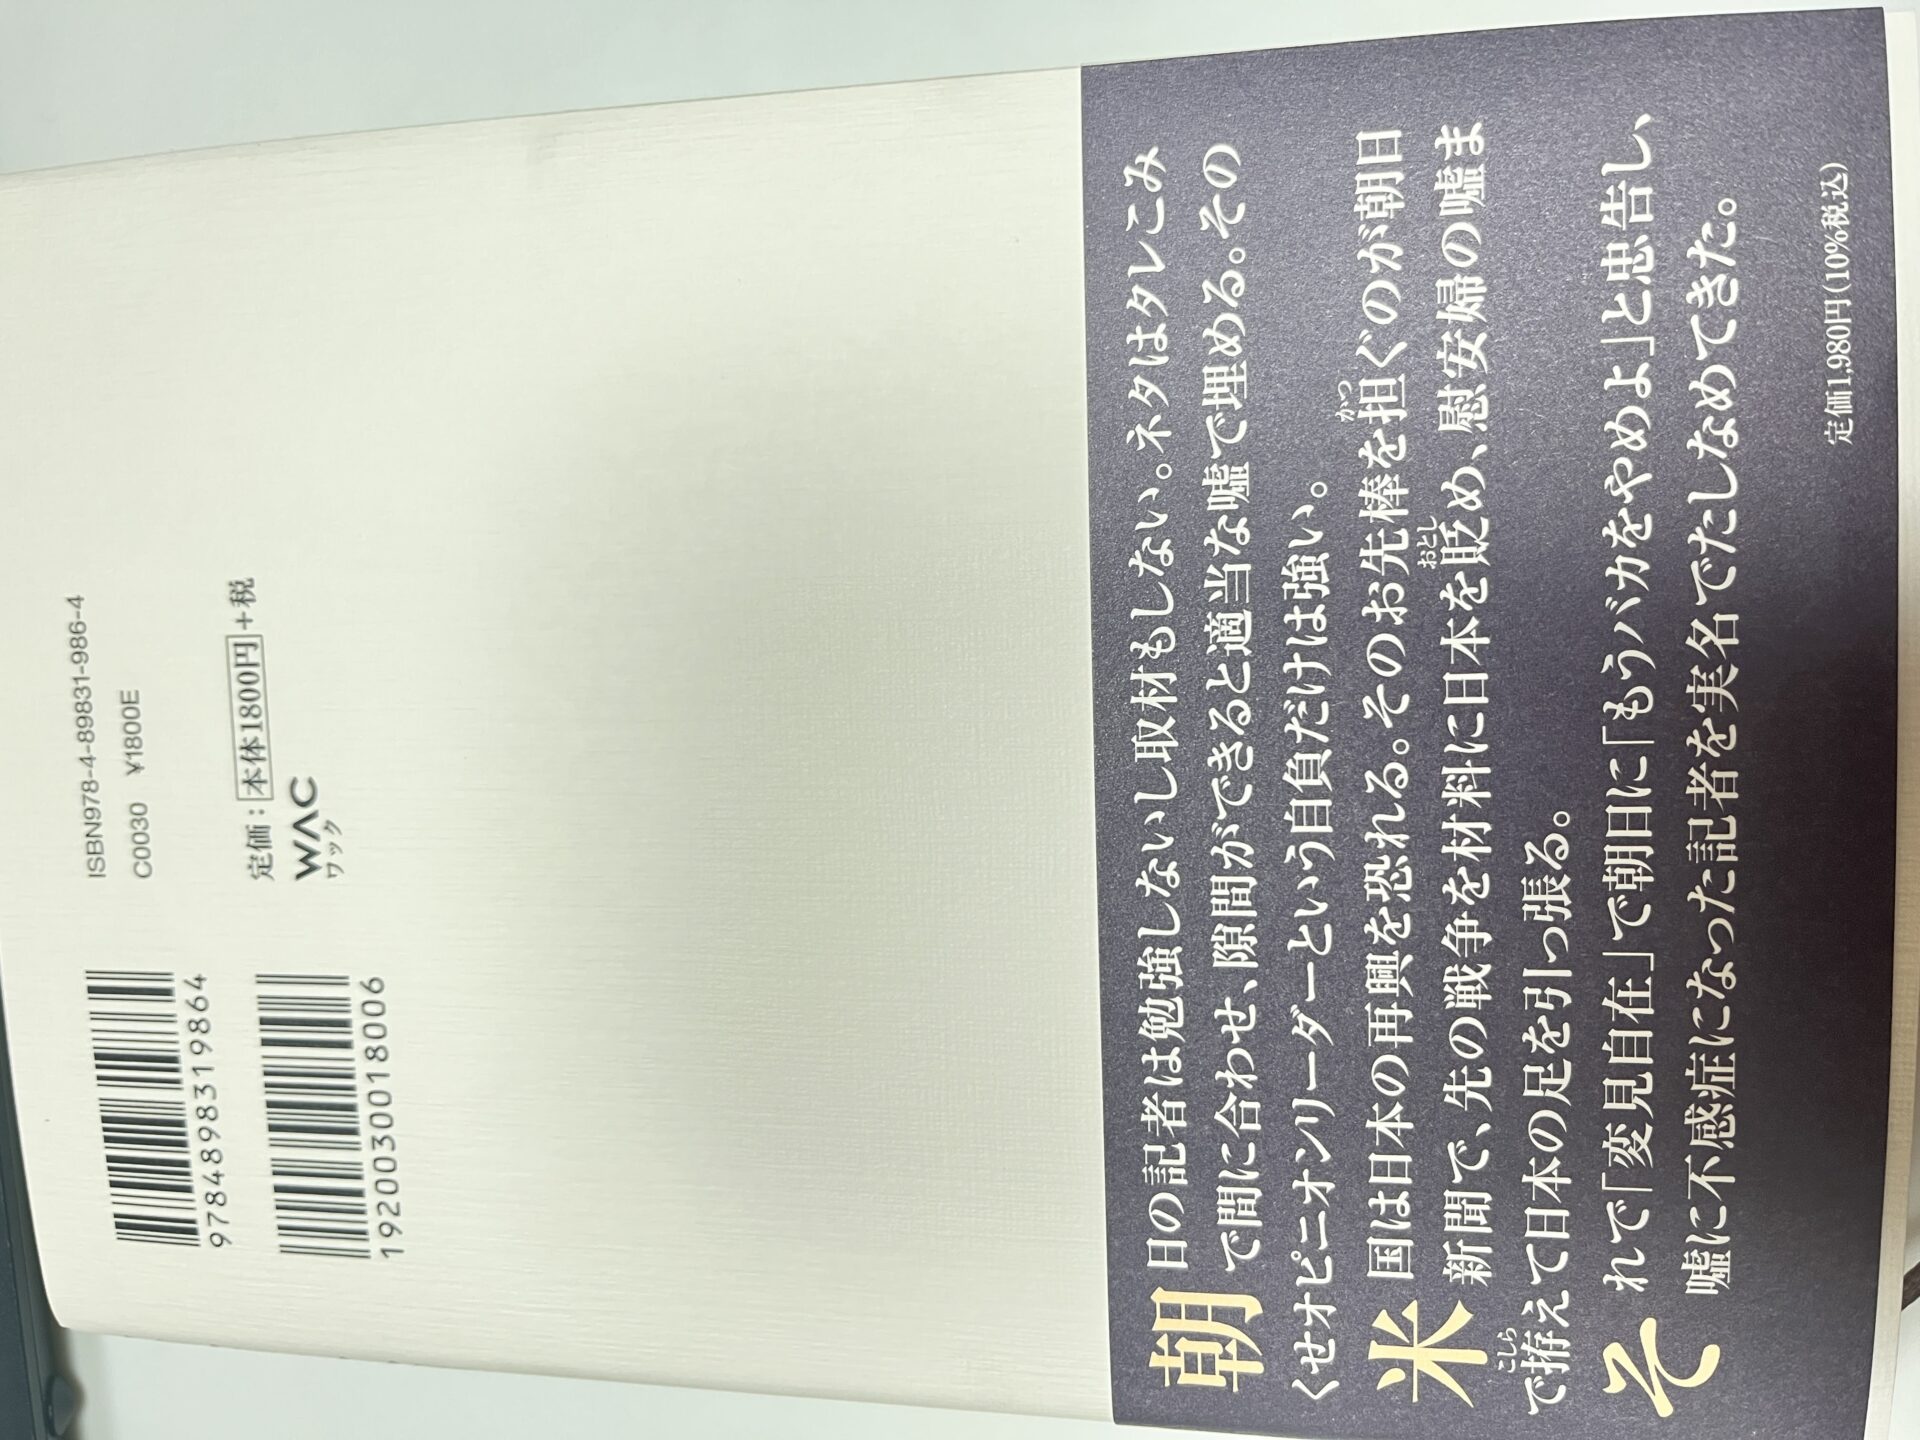 9784898319864
1920030018006
ISBN978-4-89831-986-4
C0030 ¥1800E
定価：本体1800円+税
WAC
ワック
朝日の記者は勉強しないし取材もしない。ネタはタレこみ
で間に合わせ、隙間ができると適当な嘘で埋める。その
くせオピニオンリーダーという自負だけは強い。
米国は日本の再興を恐れる。そのお先棒を担ぐのが朝日
かつ
新聞で、先の戦争を材料に日本を貶め、慰安婦の嘘ま
おとし
で拵えて日本の足を引っ張る。
こしら
それで「変見自在」で朝日に「もうバカをやめよ」と忠告し、
嘘に不感症になった記者を実名でたしなめてきた。
定価1,980円(10%税込)